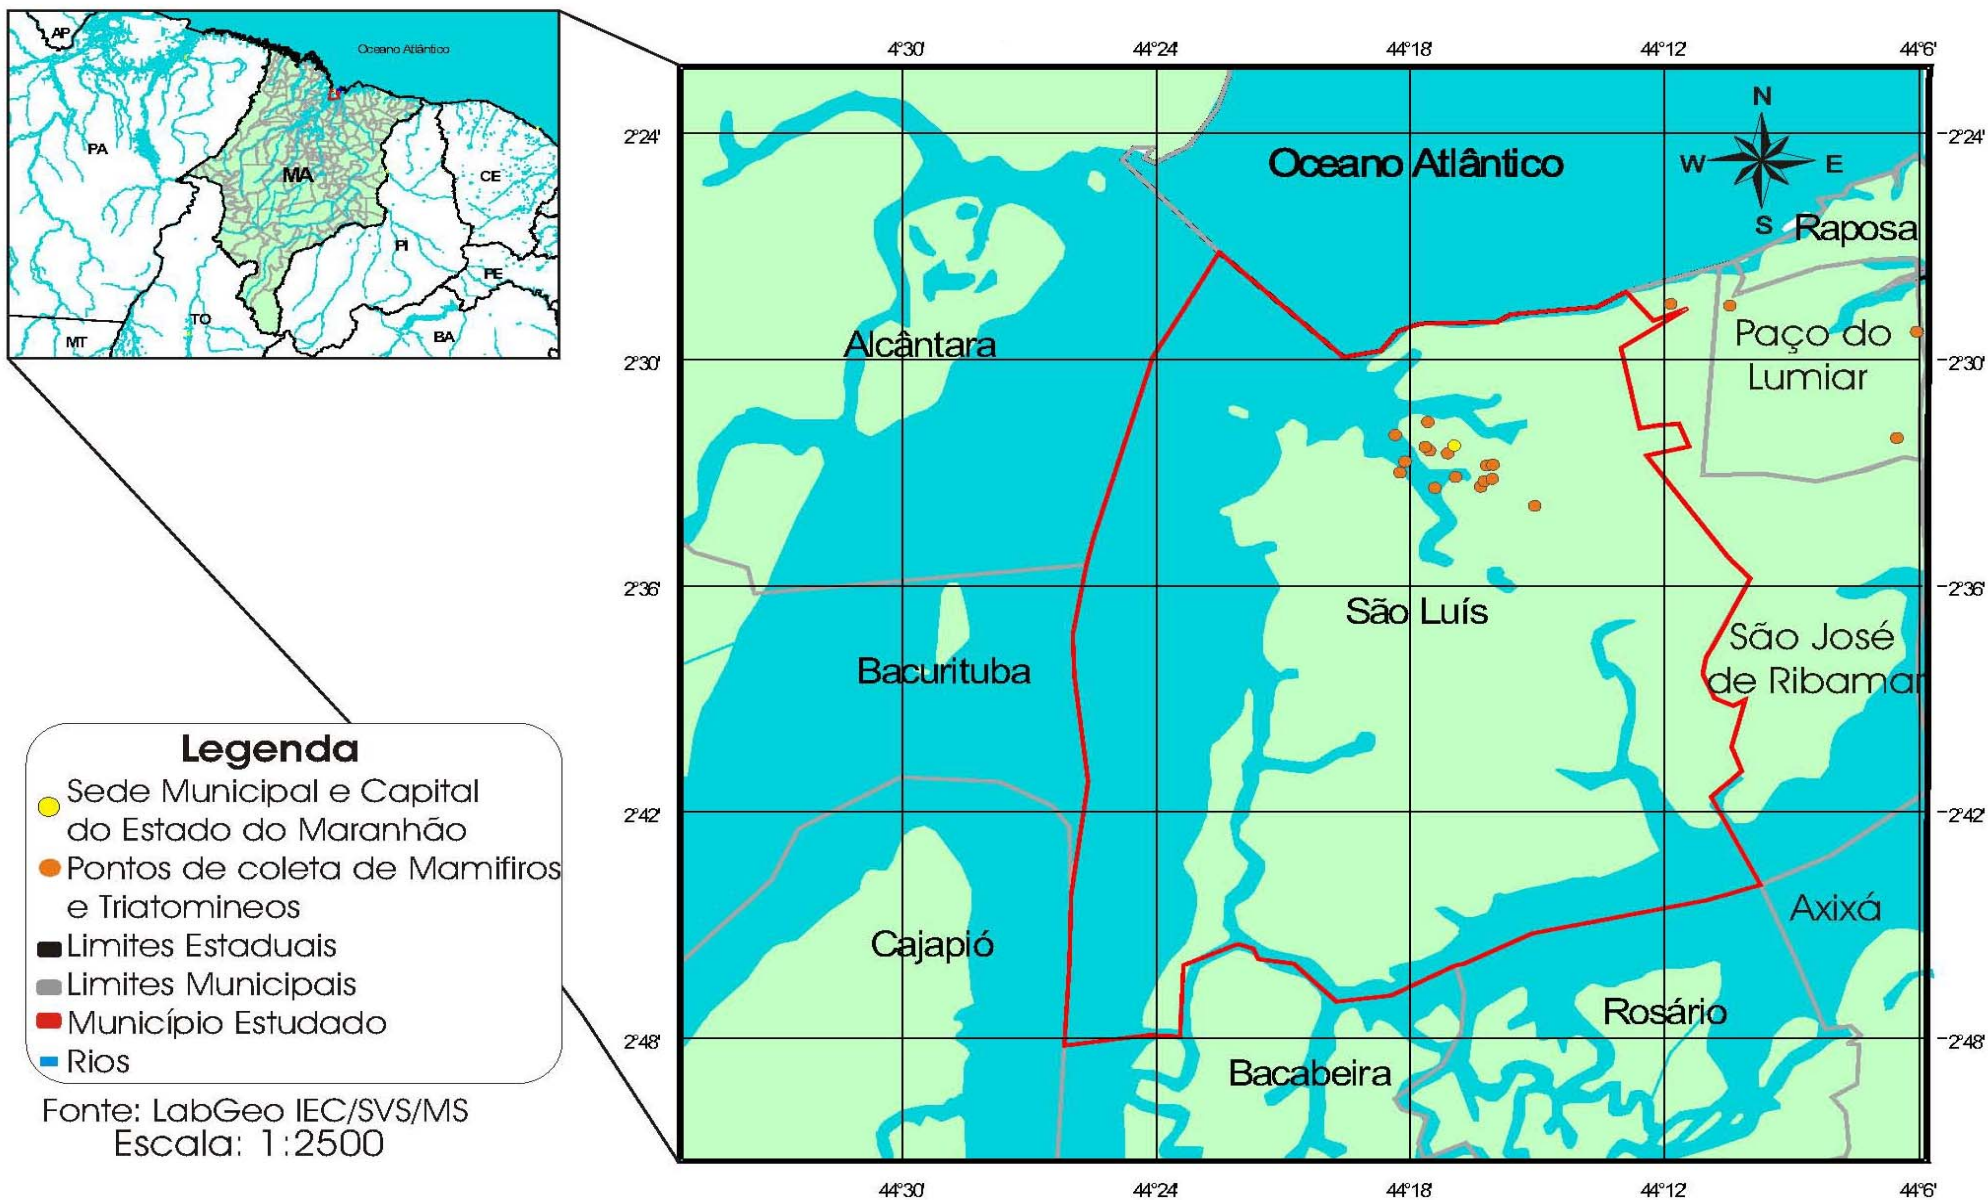 AP
Oceano Atlântico
PA
MA
CE
PI
PE
TO
BA
MT
4°30'
44°24'
44°18'
44°12'
44°6'
2°24'
2°24'
Oceano Atlântico
N
W
E
S
Raposa
Alcântara
Paço do
Lumiar
2°30'
2°30'
2°36'
2°36'
São Luís
São José
de Ribamar
Bacurituba
2°42'
2°42'
Axixá
Cajapió
Rosário
2°48'
2°48'
Bacabeira
44°30'
44°24'
44°18'
44°12'
44°6'
Legenda
Sede Municipal e Capital
do Estado do Maranhão
Pontos de coleta de Mamifiros
e Triatomineos
Limites Estaduais
Limites Municipais
Município Estudado
Rios
Fonte: LabGeo IEC/SVS/MS
Escala: 1:2500